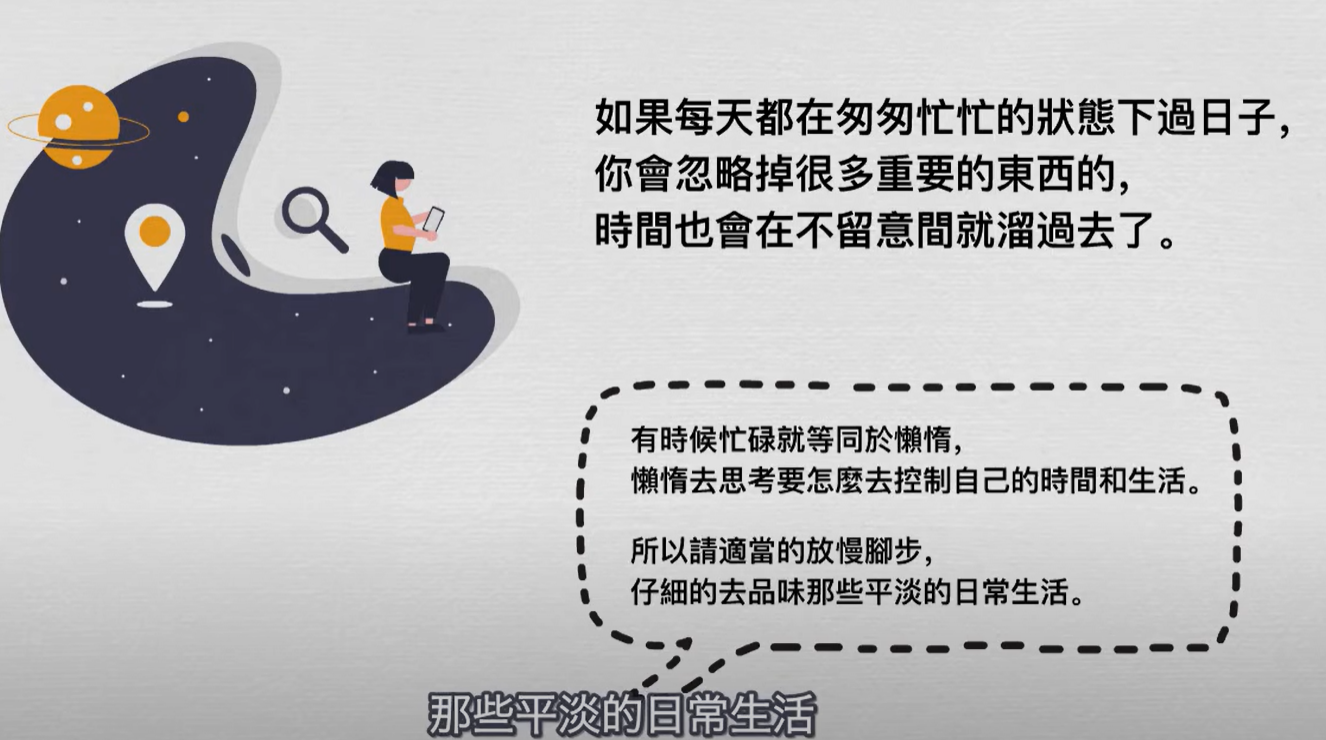 如果每天都在匆匆忙忙的狀態下過日子,
你會忽略掉很多重要的東西的,
時間也會在不留意間就溜過去了。
有時候忙碌就等同於懶惰,
懶惰去思考要怎麼去控制自己的時間和生活。
所以請適當的放慢腳步,
仔細的去品味那些平淡的日常生活。
那些平淡的日常生活